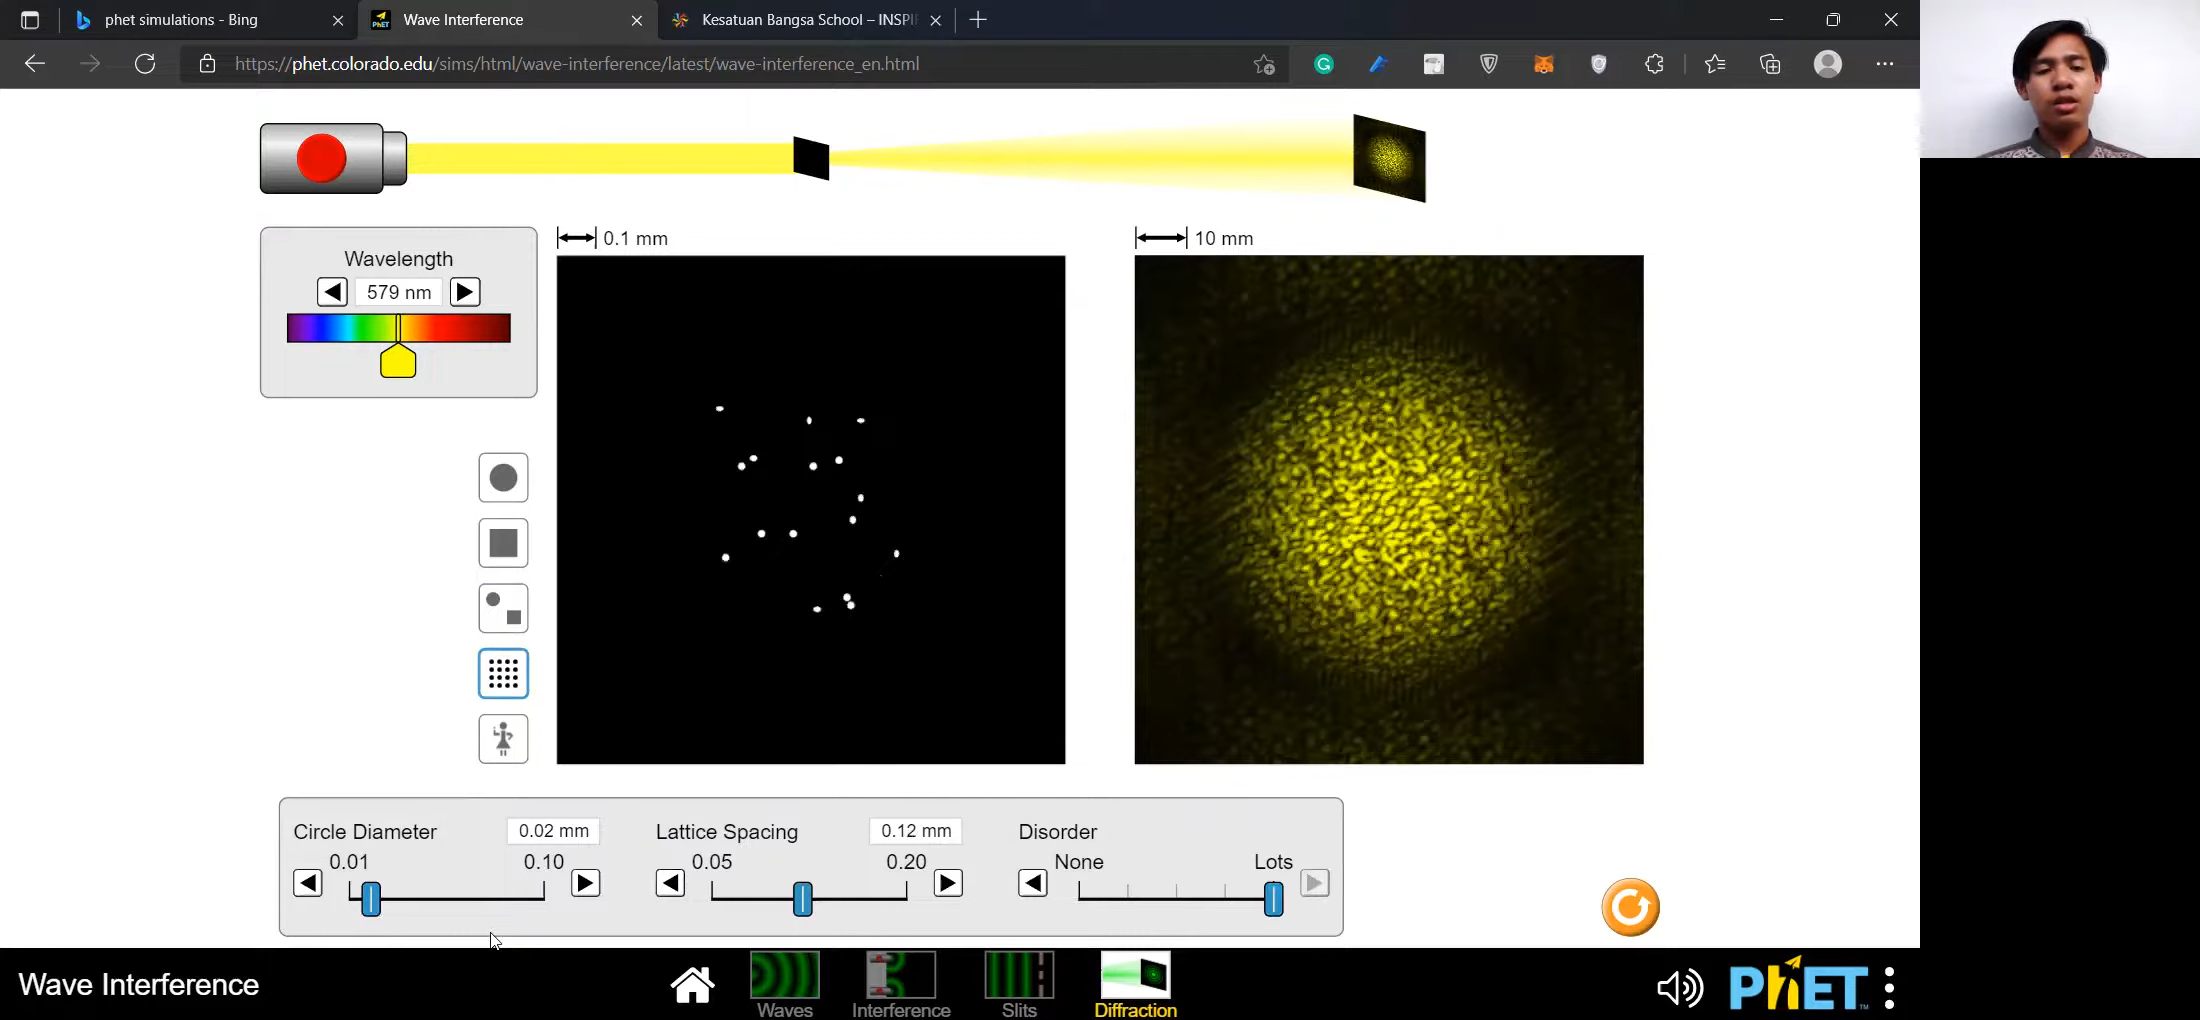 phet simulations - Bing
Wave Interference
Kesatuan Bangsa School – INSPI
https://phet.colorado.edu/sims/html/wave-interference/latest/wave-interference_en.html
0.1 mm
10 mm
Wavelength
579 nm
Circle Diameter
0.02 mm
0.01
0.10
Lattice Spacing
0.12 mm
0.05
0.20
Disorder
None
Lots
Wave Interference
Waves
Interference
Slits
Diffraction
PhET